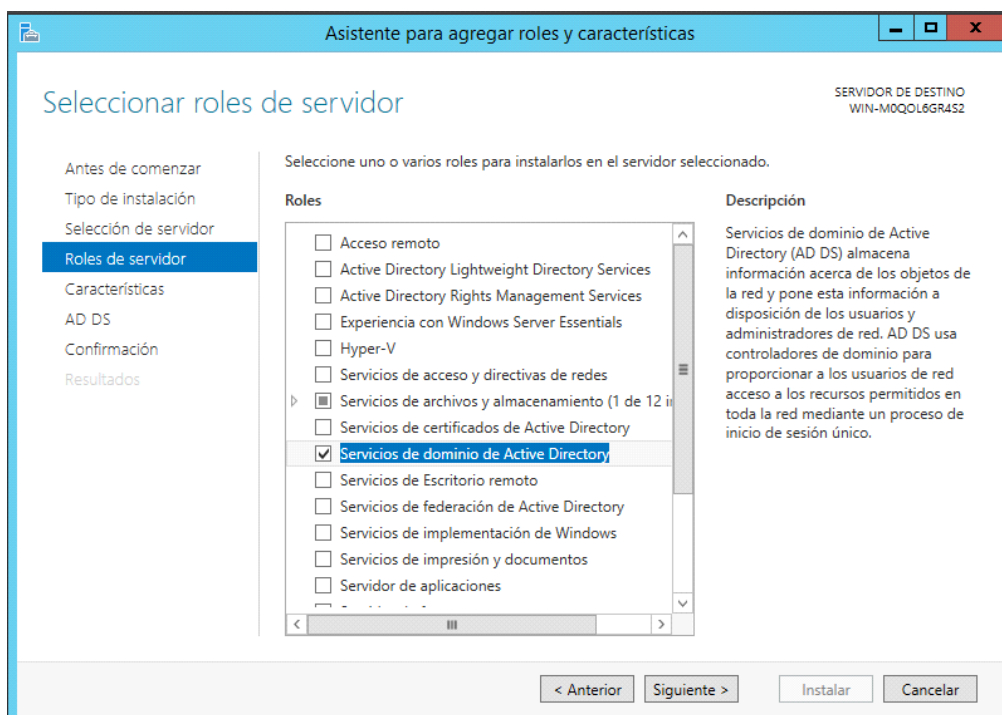 Asistente para agregar roles y características
Seleccionar roles de servidor
SERVIDOR DE DESTINO
WIN-M0QOL6GR4S2
Antes de comenzar
Tipo de instalación
Selección de servidor
Roles de servidor
Características
AD DS
Confirmación
Resultados
Seleccione uno o varios roles para instalarlos en el servidor seleccionado.
Roles
Acceso remoto
Active Directory Lightweight Directory Services
Active Directory Rights Management Services
Experiencia con Windows Server Essentials
Hyper-V
Servicios de acceso y directivas de redes
Servicios de archivos y almacenamiento (1 de 12 i
Servicios de certificados de Active Directory
Servicios de dominio de Active Directory
Servicios de Escritorio remoto
Servicios de federación de Active Directory
Servicios de implementación de Windows
Servicios de impresión y documentos
Servidor de aplicaciones
Descripción
Servicios de dominio de Active
Directory (AD DS) almacena
información acerca de los objetos de
la red y pone esta información a
disposición de los usuarios y
administradores de red. AD DS usa
controladores de dominio para
proporcionar a los usuarios de red
acceso a los recursos permitidos en
toda la red mediante un proceso de
inicio de sesión único.
< Anterior
Siguiente >
Instalar
Cancelar